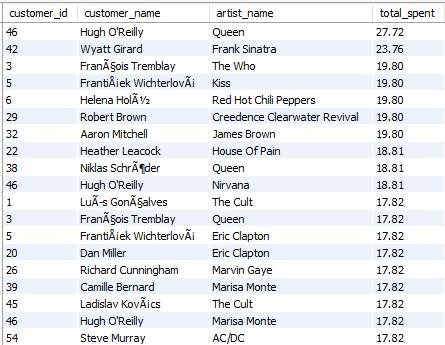 customer_id customer_name artist_name total_spent
46 Hugh O'Reilly Queen 27.72
42 Wyatt Girard Frank Sinatra 23.76
3 FranÃ§ois Tremblay The Who 19.80
5 FrantiÅ¡ek WichterlovÃ¡ Kiss 19.80
6 Helena HolÃ½ Red Hot Chili Peppers 19.80
29 Robert Brown Creedence Clearwater Revival 19.80
32 Aaron Mitchell James Brown 19.80
22 Heather Leacock House Of Pain 18.81
38 Niklas SchrÃ¶der Queen 18.81
46 Hugh O'Reilly Nirvana 18.81
1 LuÃ-s GonÃ§alves The Cult 17.82
3 FranÃ§ois Tremblay Queen 17.82
5 FrantiÅ¡ek WichterlovÃ¡ Eric Clapton 17.82
20 Dan Miller Eric Clapton 17.82
26 Richard Cunningham Marvin Gaye 17.82
39 Camille Bernard Marisa Monte 17.82
45 Ladislav KovÃ¡cs The Cult 17.82
46 Hugh O'Reilly Marisa Monte 17.82
54 Steve Murray AC/DC 17.82